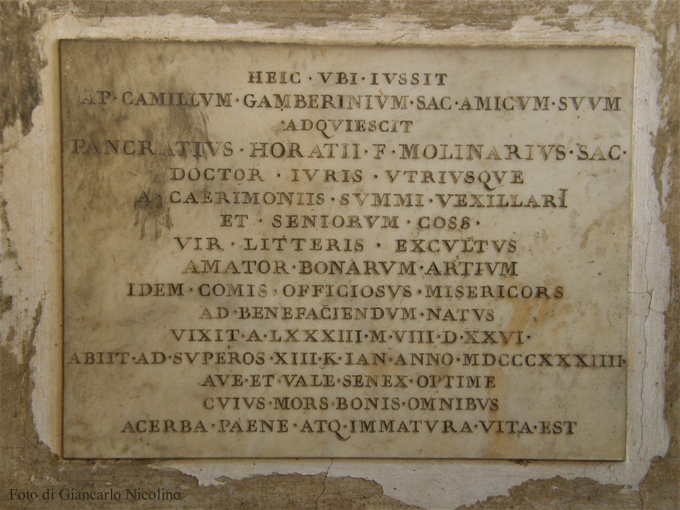 HEIC · VBI · IVSSIT
AP · CAMILLVM · GAMBERINIVM · SAC · AMICVM · SVVM
ADQVIESCIT
PANCRATIVS · HORATII · F · MOLINARIVS · SAC ·
DOCTOR · IVRIS · VTRIVSQVE
A · CAERIMONIIS · SVMMI · VEXILLARI
ET · SENIORVM · COSS ·
VIR · LITTERIS · EXCVLTVS
AMATOR · BONARVM · ARTIVM
IDEM · COMIS · OFFICIOSVS · MISERICORS
AD · BENEFACIENDVM · NATVS
VIXIT · A · LXXXIII · M · VIII · D · XXVI ·
ABIIT · AD · SVPEROS · XIII · K · IAN · ANNO · MDCCCXXXIIII ·
AVE · ET · VALE · SENEX · OPTIME
CVIVS · MORS · BONIS · OMNIBVS
ACERBA · PAENE · ATQ · IMMATVRA · VITA · EST
Foto di Giancarlo Nicolino